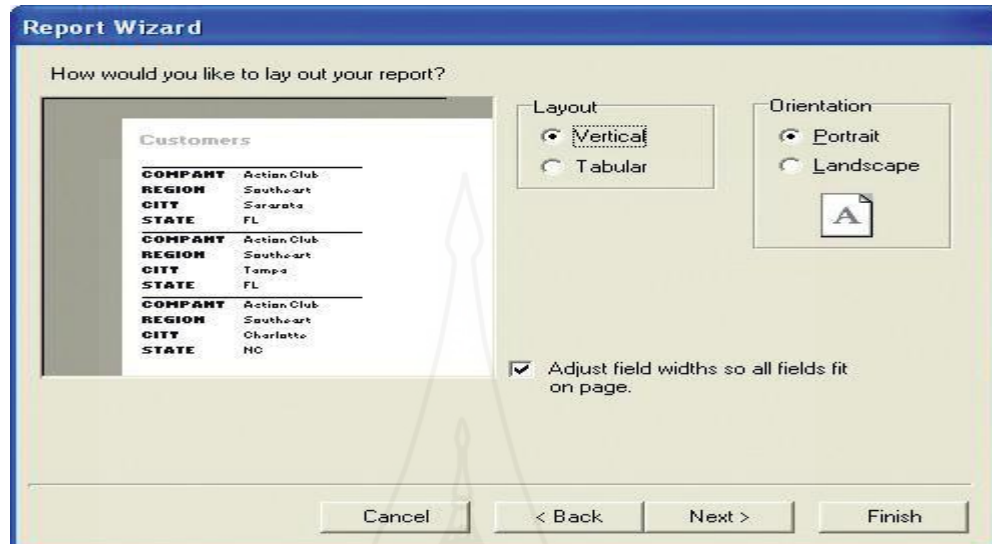 Report Wizard
How would you like to lay out your report?
Customers
COMPANY Action Club
REGION Southeast
CITY Sarasota
STATE FL
COMPANY Action Club
REGION Southeast
CITY Tampa
STATE FL
COMPANY Action Club
REGION Southeast
CITY Charlotte
STATE NC
Layout
Vertical
Tabular
Orientation
Portrait
Landscape
A
Adjust field widths so all fields fit
on page.
Cancel
< Back
Next >
Finish